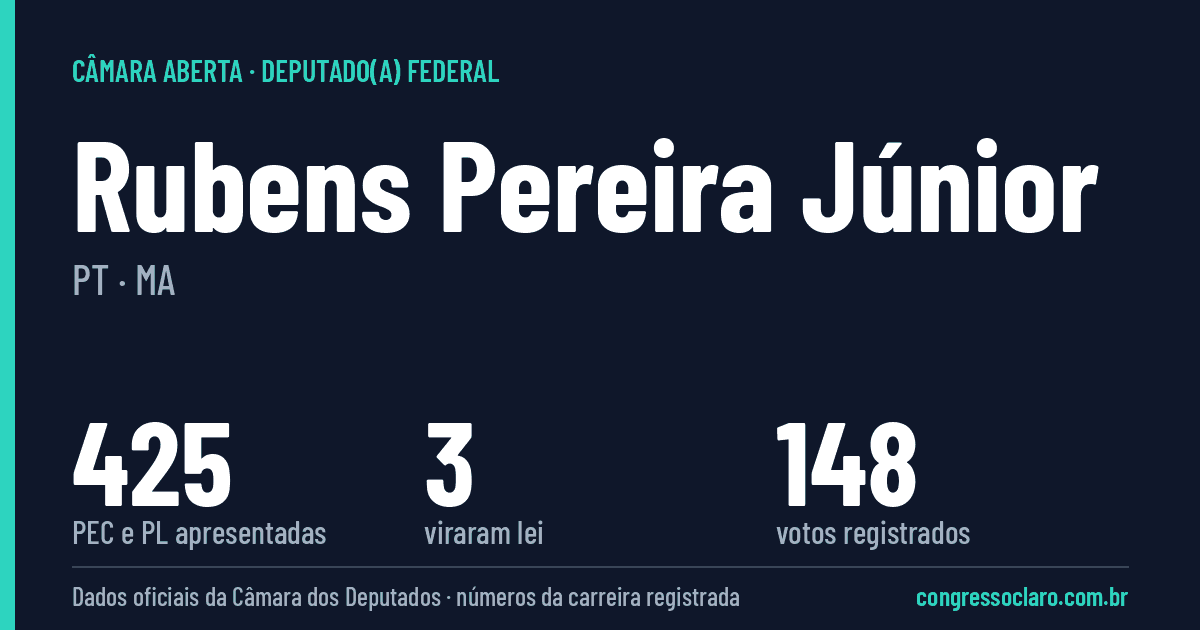 CÂMARA ABERTA · DEPUTADO(A) FEDERAL
Rubens Pereira Júnior
PT · MA
425 3 148
PEC e PL apresentadas viraram lei votos registrados
Dados oficiais da Câmara dos Deputados · números da carreira registrada congressoclaro.com.br